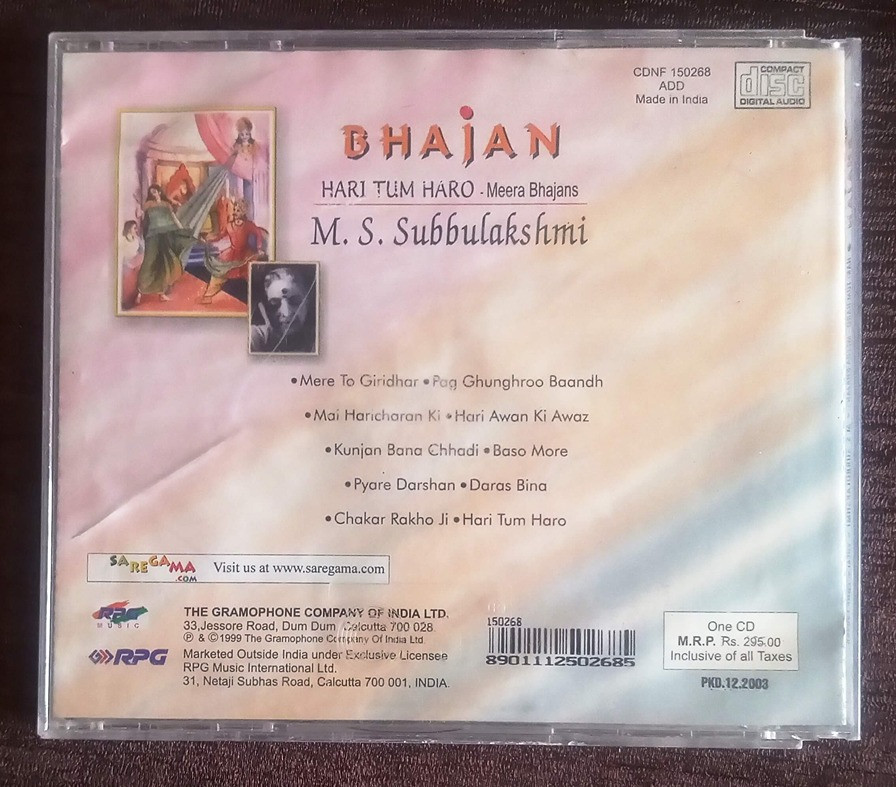 CDNF 150268
ADD
Made in India
COMPACT
disc
DIGITAL AUDIO
BHAJAN
HARI TUM HARO - Meera Bhajans
M. S. Subbulakshmi
•Mere To Giridhar •Pag Ghunghroo Baandh
•Mai Haricharan Ki •Hari Awan Ki Awaz
•Kunjan Bana Chhadi •Baso More
•Pyare Darshan •Daras Bina
•Chakar Rakho Ji •Hari Tum Haro
SAREGAMA
.COM
Visit us at www.saregama.com
RPG
MUSIC
RPG
THE GRAMOPHONE COMPANY OF INDIA LTD.
33,Jessore Road, Dum Dum Calcutta 700 028.
℗ & © 1999 The Gramophone Company Of India Ltd.
Marketed Outside India under Exclusive Licensee
RPG Music International Ltd.
31, Netaji Subhas Road, Calcutta 700 001, INDIA.
150268
8901112502685
One CD
M.R.P. Rs. 295.00
Inclusive of all Taxes
PKD.12.2003